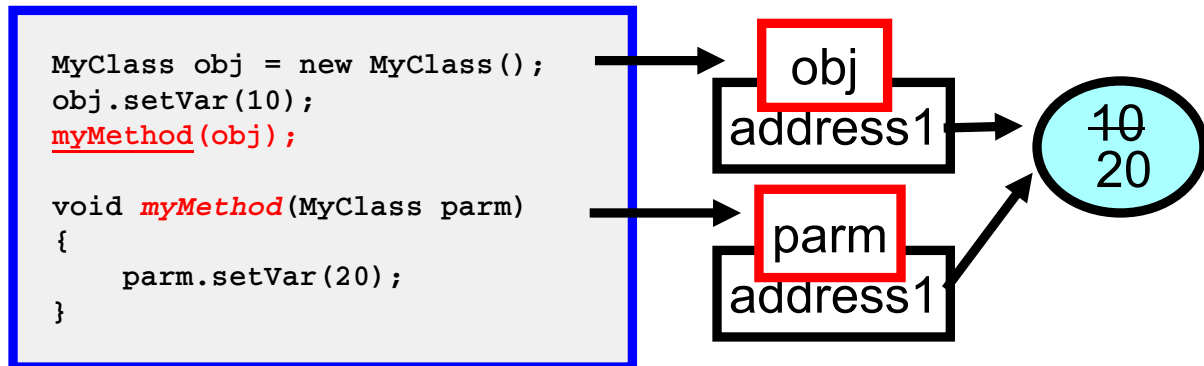 MyClass obj = new MyClass();
obj.setVar(10);
myMethod(obj);
void myMethod(MyClass parm)
{
    parm.setVar(20);
}
obj
address1
10
20
parm
address1